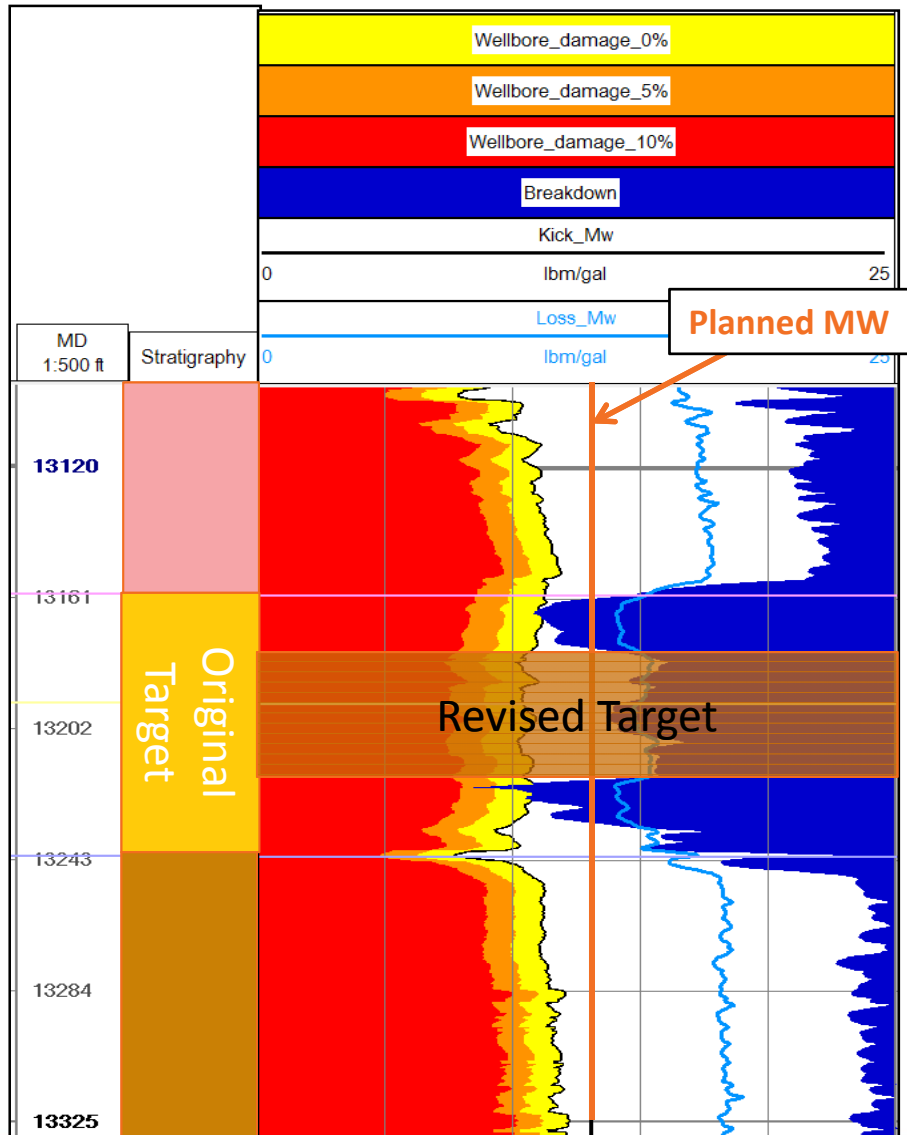 Wellbore_damage_0%
Wellbore_damage_5%
Wellbore_damage_10%
Breakdown
Kick_Mw
0 lbm/gal 25
Loss_Mw
0 lbm/gal 25
Planned MW
MD
1:500 ft
Stratigraphy
13120
13161
Original
Target
Revised Target
13202
13243
13284
13325